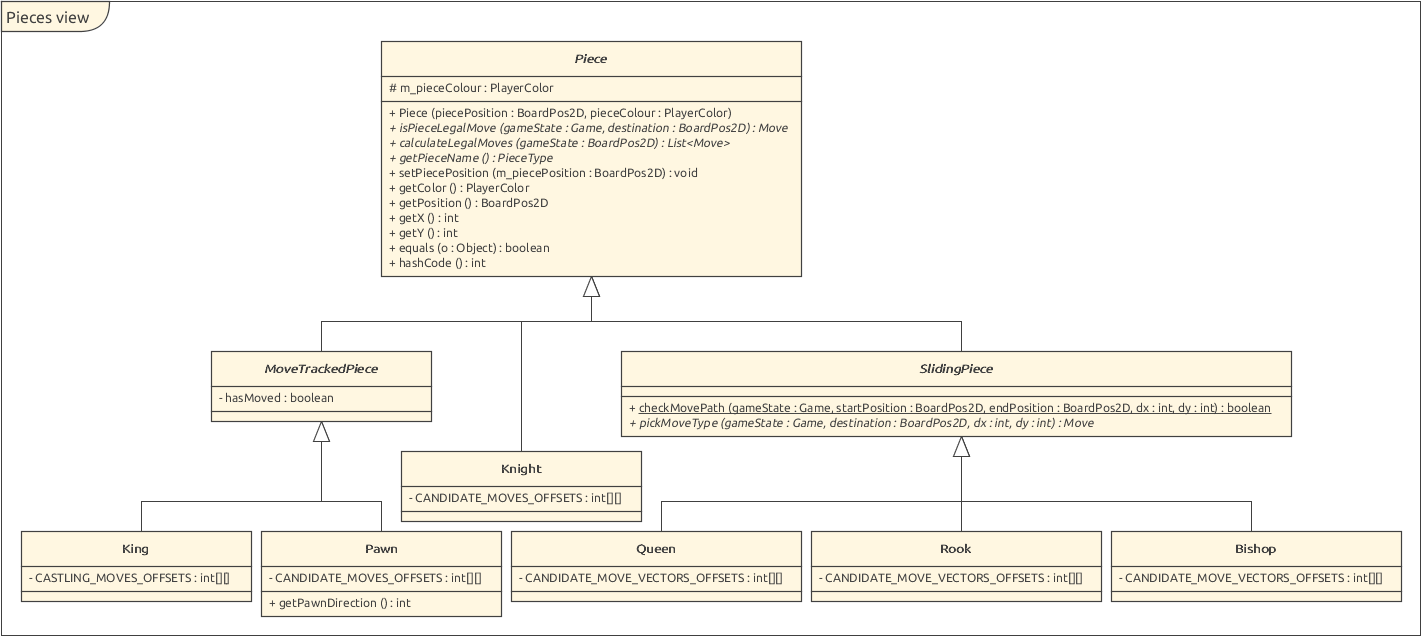 Pieces view
Piece
# m_pieceColour : PlayerColor
+ Piece (piecePosition : BoardPos2D, pieceColour : PlayerColor)
+ isPieceLegalMove (gameState : Game, destination : BoardPos2D) : Move
+ calculateLegalMoves (gameState : BoardPos2D) : List<Move>
+ getPieceName () : PieceType
+ setPiecePosition (m_piecePosition : BoardPos2D) : void
+ getColor () : PlayerColor
+ getPosition () : BoardPos2D
+ getX () : int
+ getY () : int
+ equals (o : Object) : boolean
+ hashCode () : int
MoveTrackedPiece
- hasMoved : boolean
SlidingPiece
+ checkMovePath (gameState : Game, startPosition : BoardPos2D, endPosition : BoardPos2D, dx : int, dy : int) : boolean
+ pickMoveType (gameState : Game, destination : BoardPos2D, dx : int, dy : int) : Move
Knight
- CANDIDATE_MOVES_OFFSETS : int[][]
King
- CASTLING_MOVES_OFFSETS : int[][]
Pawn
- CANDIDATE_MOVES_OFFSETS : int[][]
+ getPawnDirection () : int
Queen
- CANDIDATE_MOVE_VECTORS_OFFSETS : int[][]
Rook
- CANDIDATE_MOVE_VECTORS_OFFSETS : int[][]
Bishop
- CANDIDATE_MOVE_VECTORS_OFFSETS : int[][]